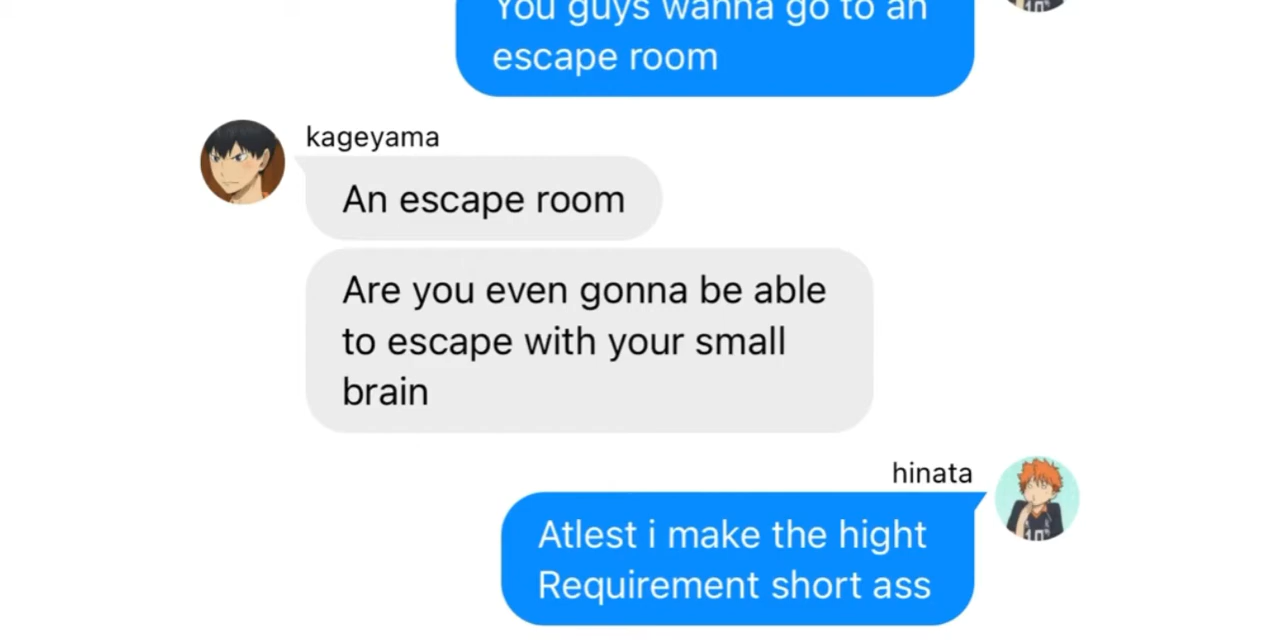 You guys wanna go to an
escape room
kageyama
An escape room
Are you even gonna be able
to escape with your small
brain
hinata
Atlest i make the hight
Requirement short ass